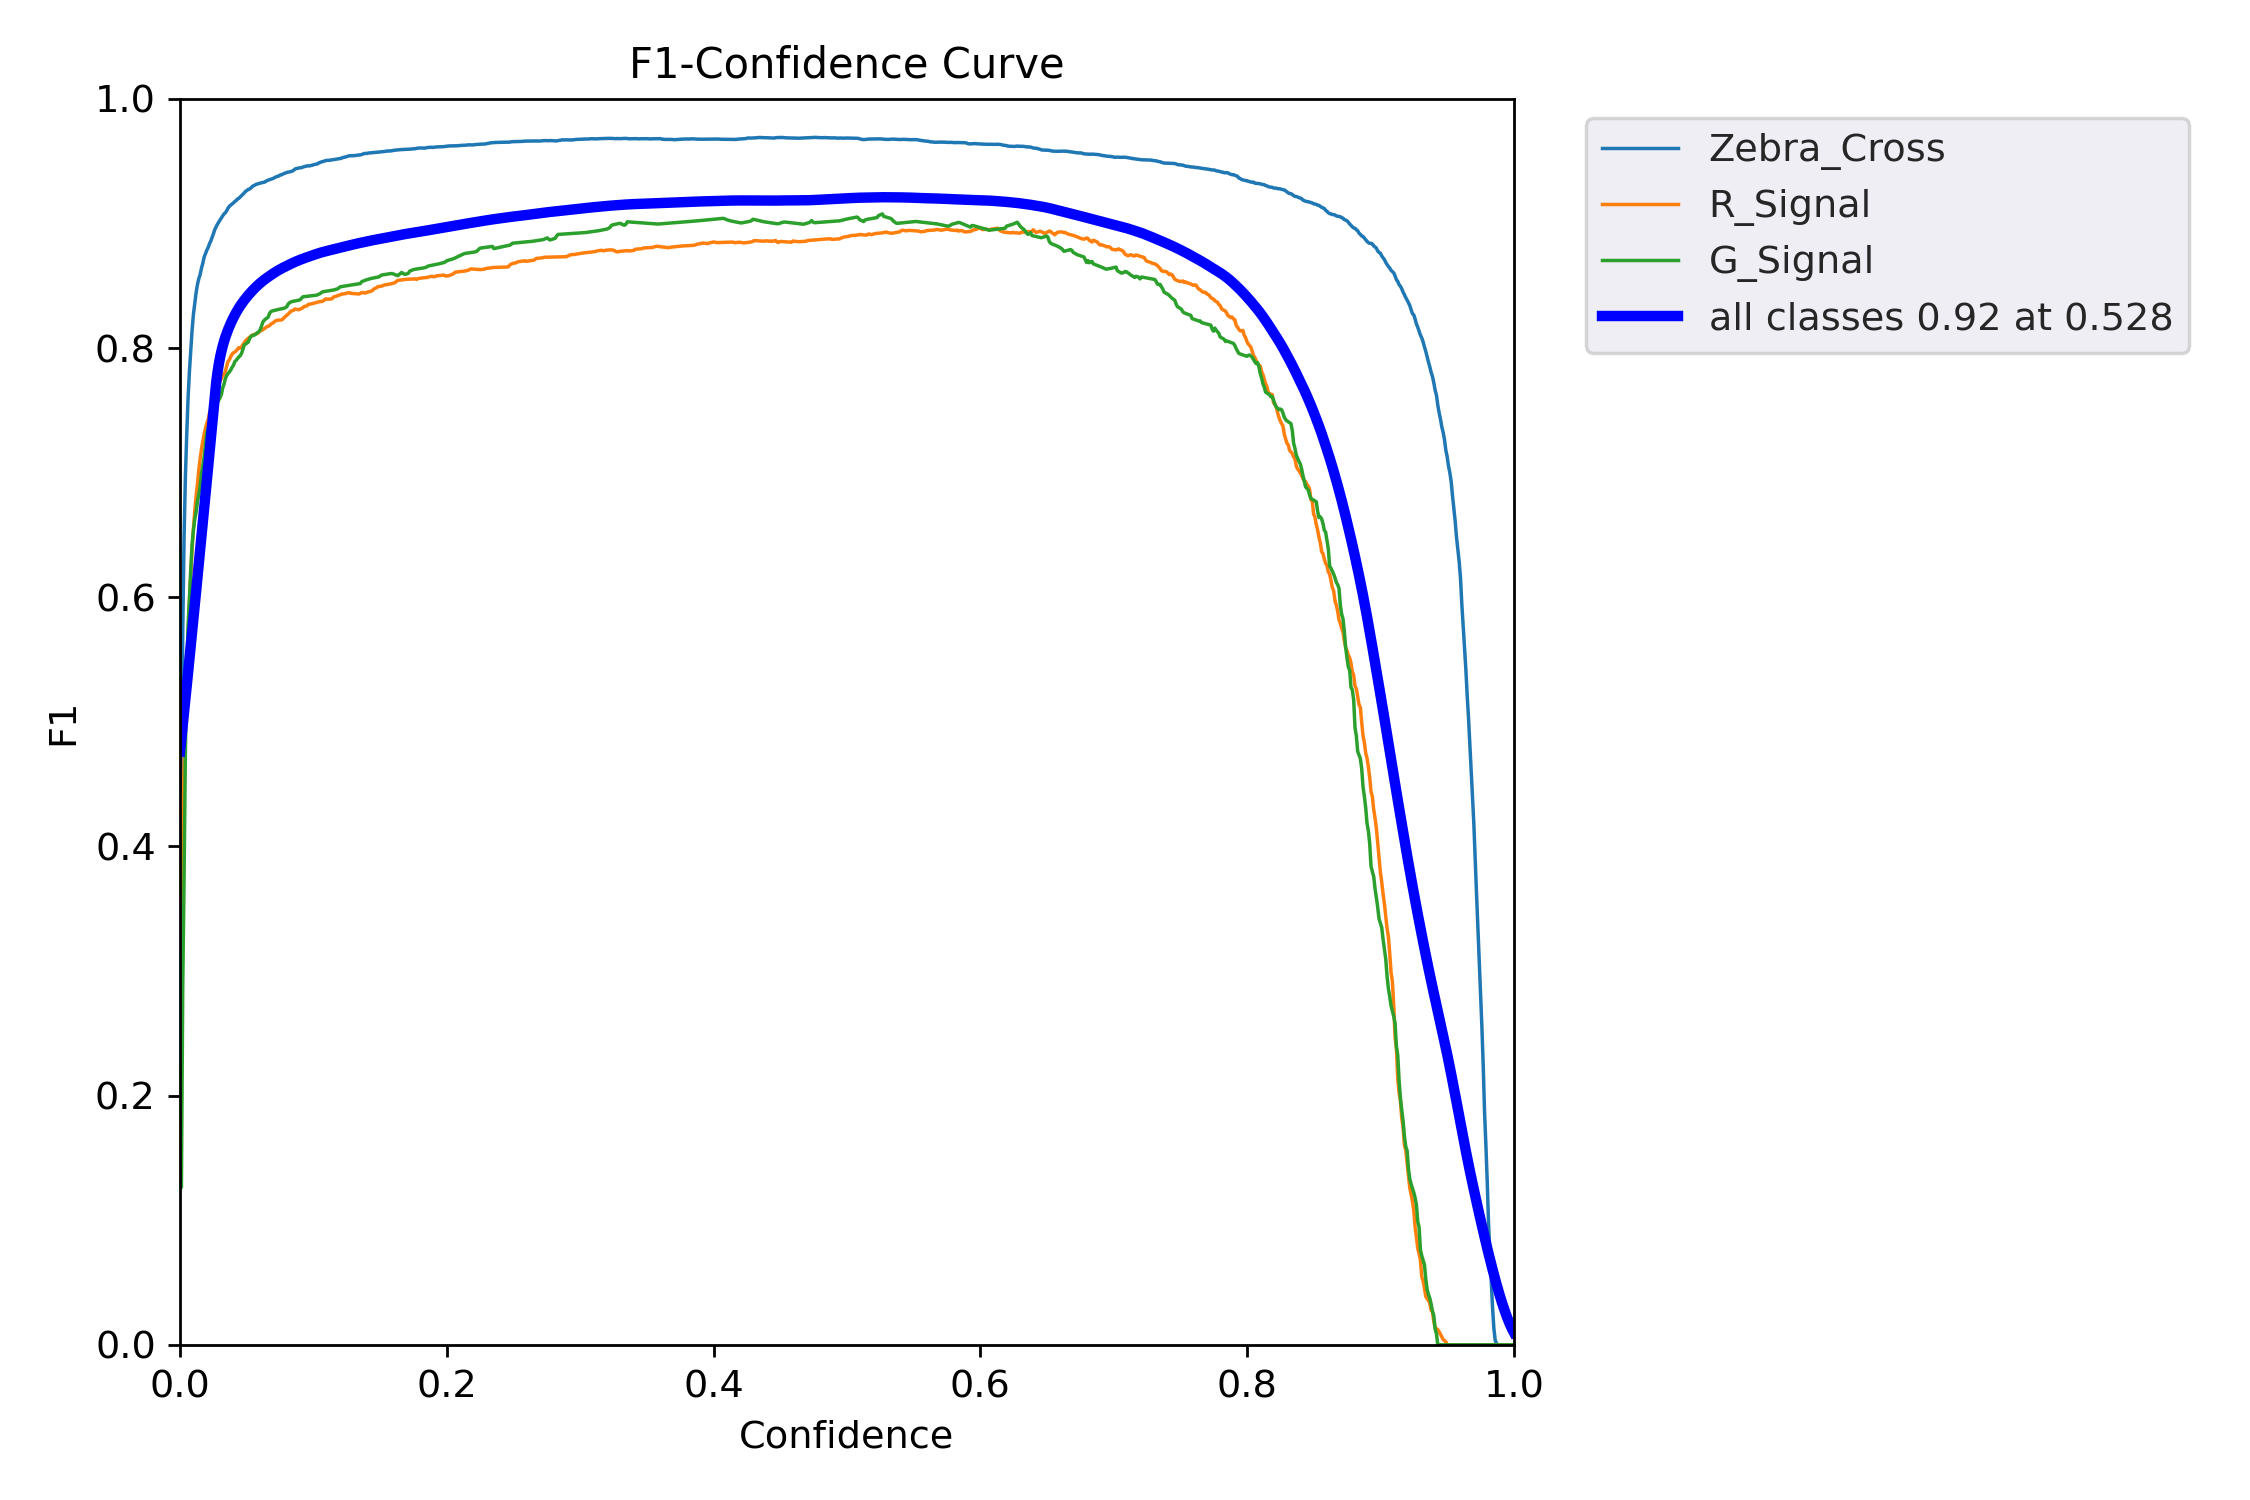 F1-Confidence Curve
1.0
0.8
0.6
0.4
0.2
0.0
F1
0.0 0.2 0.4 0.6 0.8 1.0
Confidence
Zebra_Cross
R_Signal
G_Signal
all classes 0.92 at 0.528